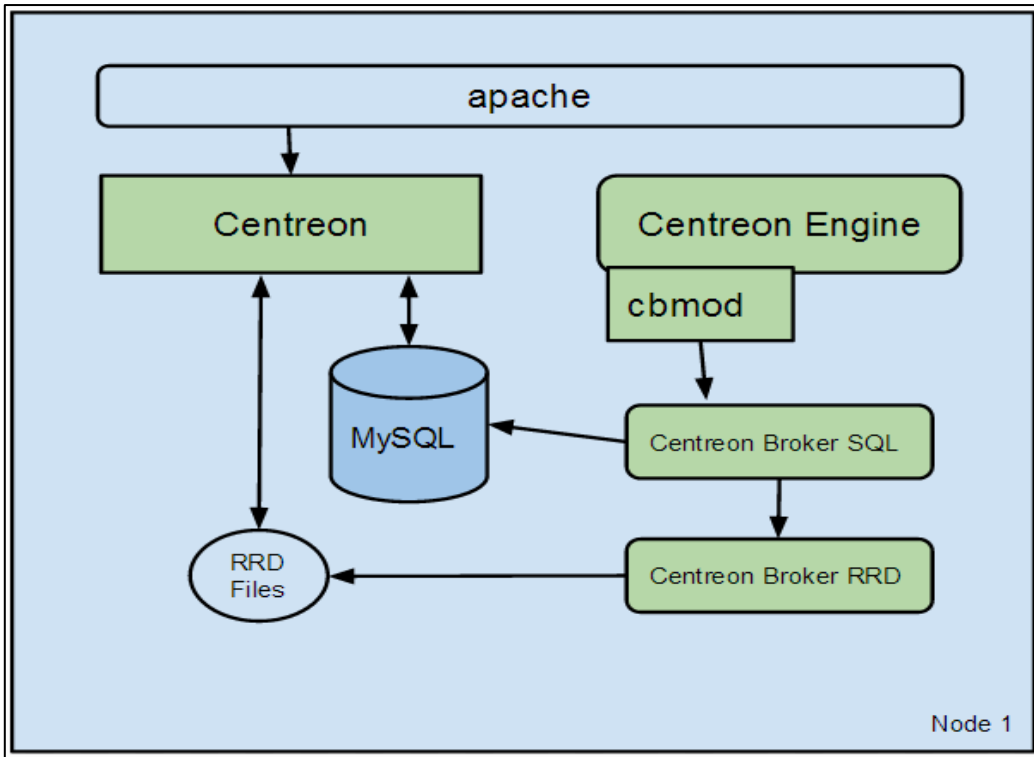 apache
Centreon
Centreon Engine
cbmod
MySQL
Centreon Broker SQL
RRD
Files
Centreon Broker RRD
Node 1